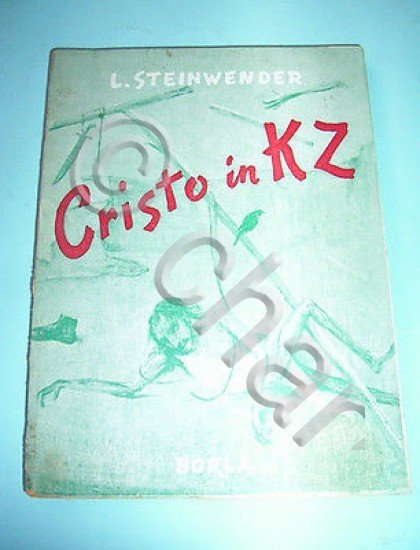 L. STEINWENDER
Cristo in KZ
© char
BORLA